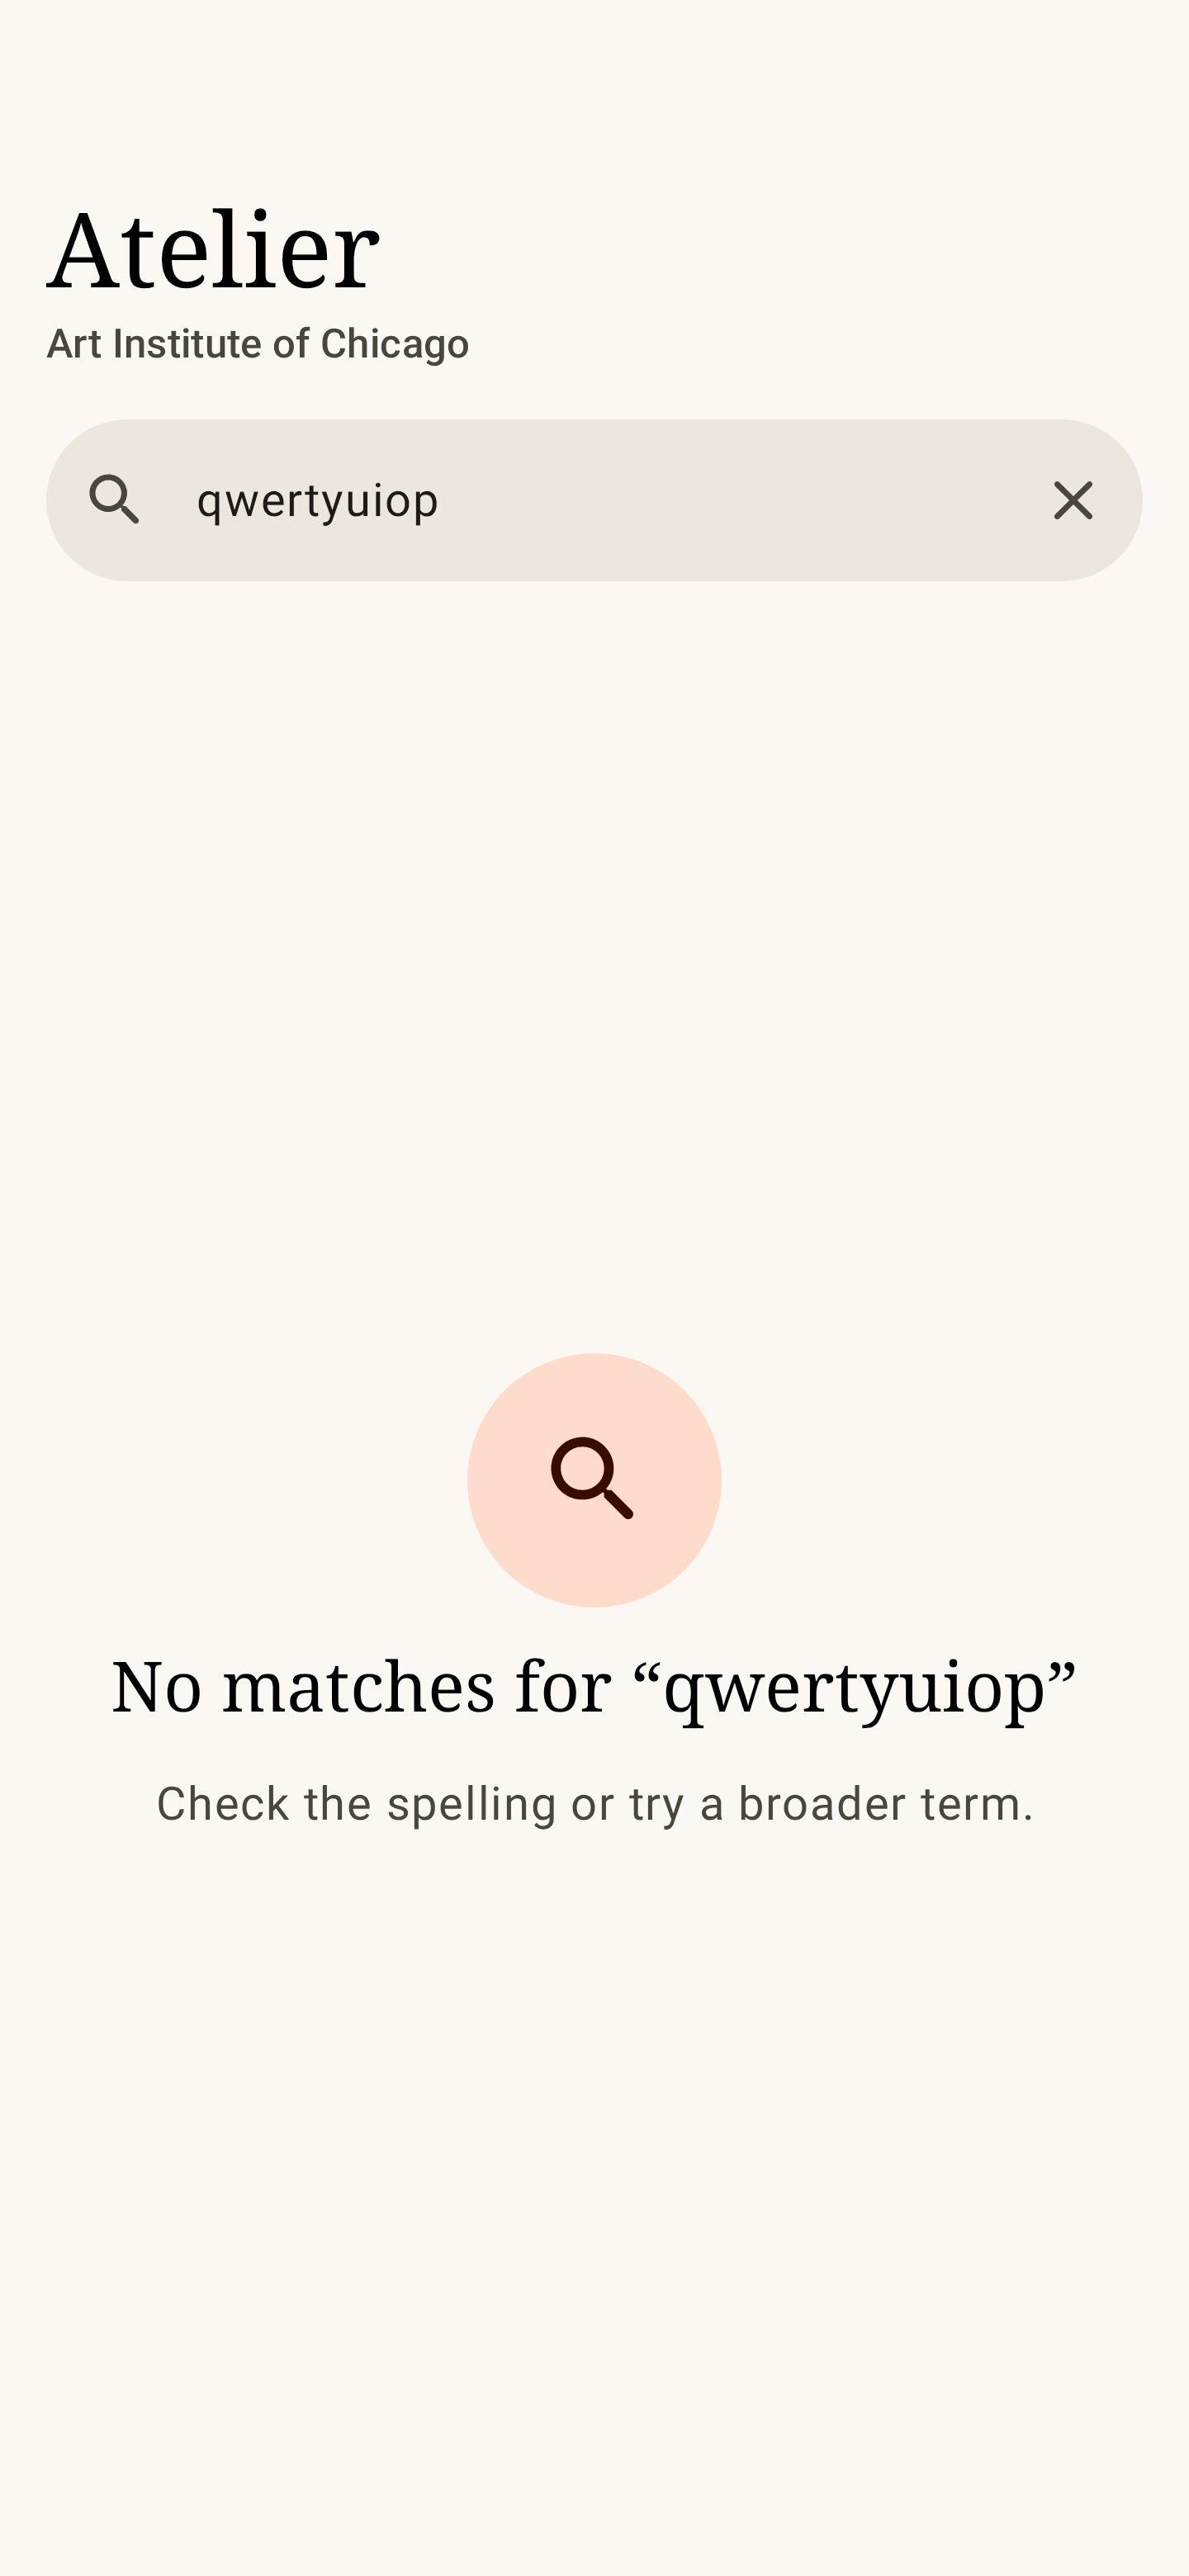 Atelier
Art Institute of Chicago
qwertyuiop
No matches for “qwertyuiop”
Check the spelling or try a broader term.